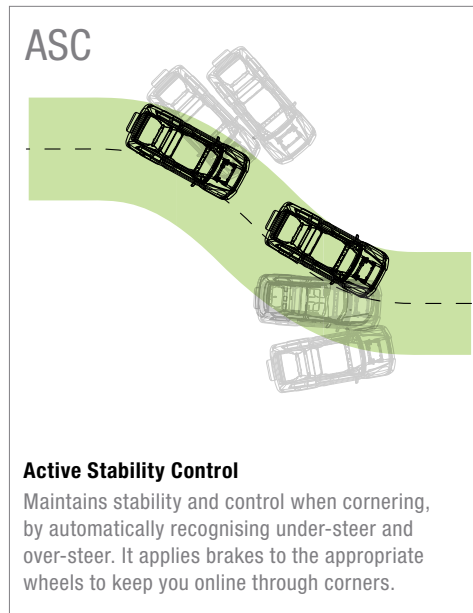 ASC
Active Stability Control
Maintains stability and control when cornering,
by automatically recognising under-steer and
over-steer. It applies brakes to the appropriate
wheels to keep you online through corners.